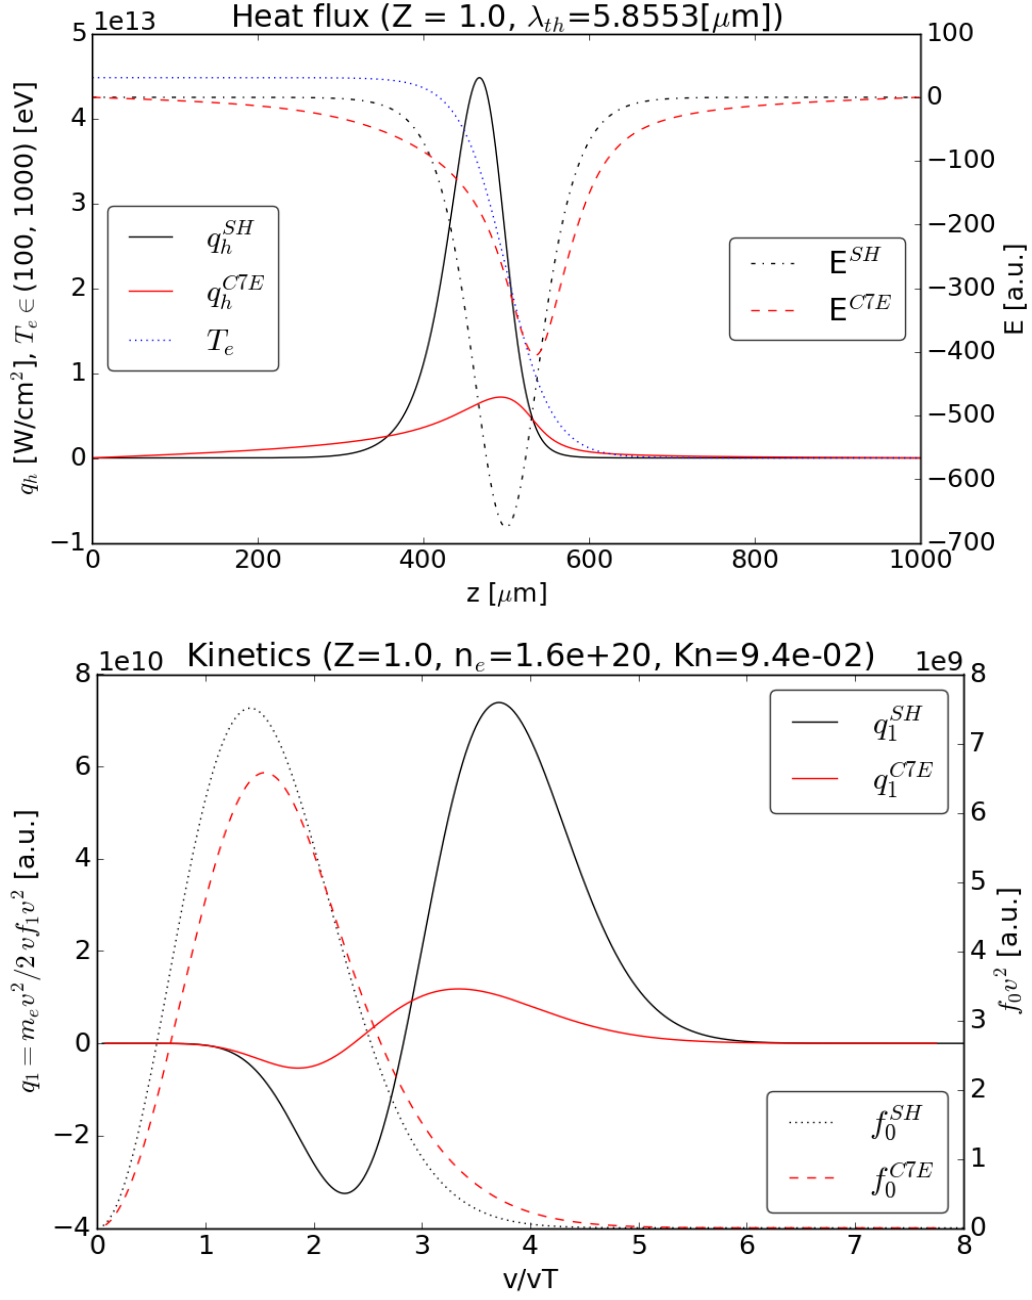 Heat flux (Z = 1.0, λ_th=5.8553[μm])
1e13
5
4
3
2
1
0
−1
q_h [W/cm²], T_e ∈ (100, 1000) [eV]
q_h^SH
q_h^C7E
T_e
E^SH
E^C7E
100
0
−100
−200
−300
−400
−500
−600
−700
E [a.u.]
0 200 400 600 800 1000
z [μm]
Kinetics (Z=1.0, n_e=1.6e+20, Kn=9.4e-02)
1e10
1e9
8
6
4
2
0
−2
−4
q_1 = m_e v²/2 v f_1 v² [a.u.]
q_1^SH
q_1^C7E
f_0^SH
f_0^C7E
8
7
6
5
4
3
2
1
0
f_0 v² [a.u.]
0 1 2 3 4 5 6 7 8
v/vT